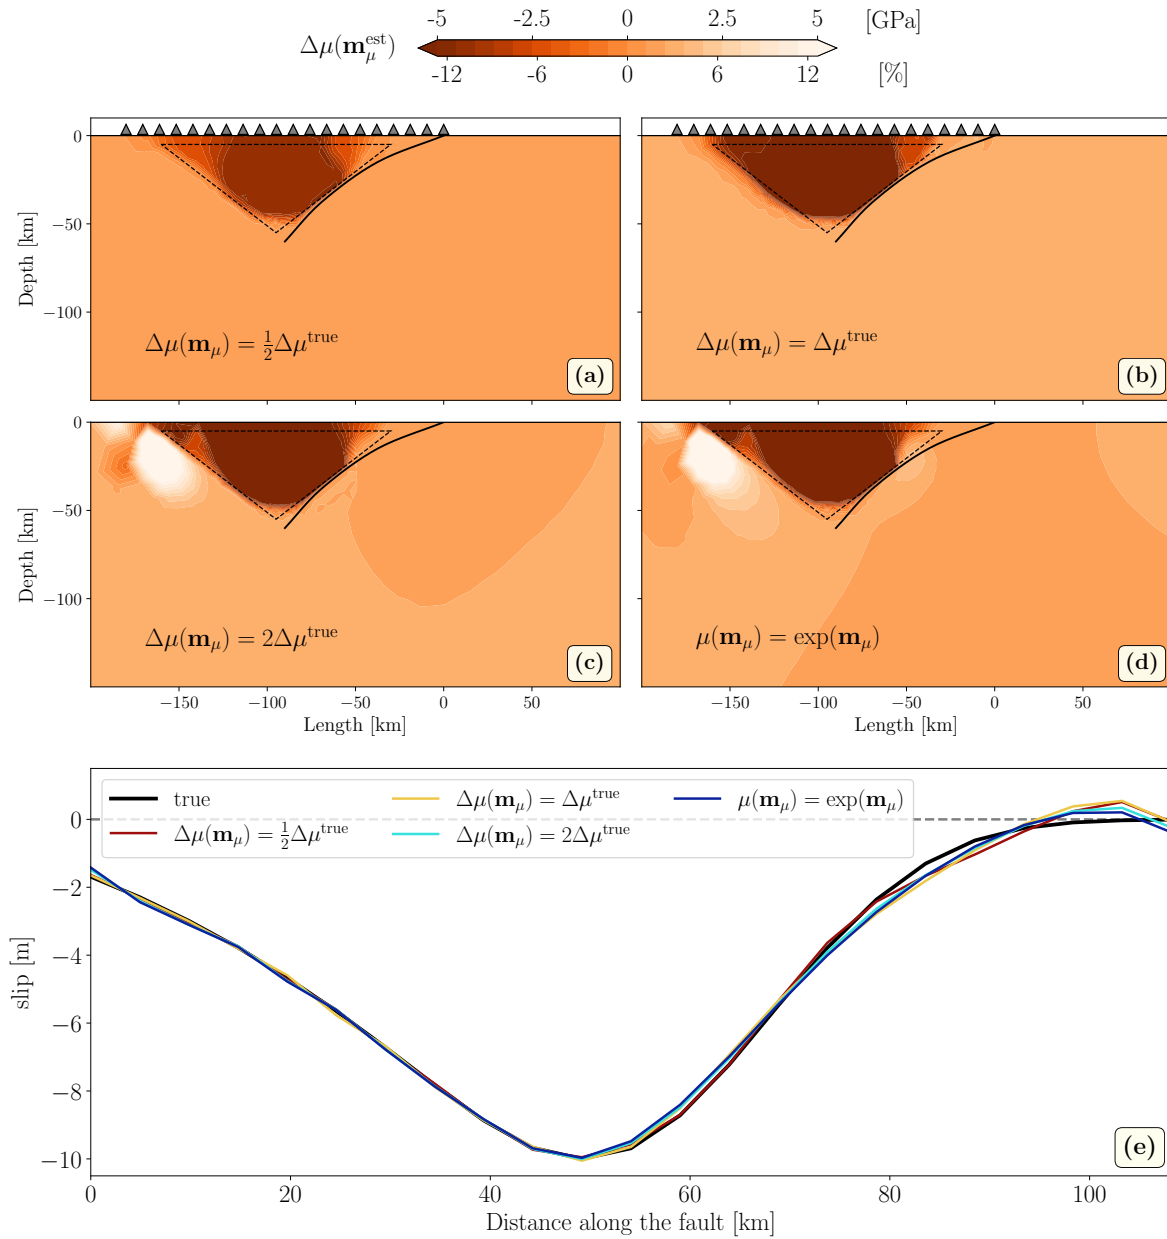 -5 -2.5 0 2.5 5 [GPa]
Δμ(m_μ^est)
-12 -6 0 6 12 [%]
0
−50
−100
Depth [km]
Δμ(m_μ) = ½Δμ^true
(a)
Δμ(m_μ) = Δμ^true
(b)
0
−50
−100
Depth [km]
Δμ(m_μ) = 2Δμ^true
(c)
μ(m_μ) = exp(m_μ)
(d)
−150 −100 −50 0 50
Length [km]
−150 −100 −50 0 50
Length [km]
true
Δμ(m_μ) = ½Δμ^true
Δμ(m_μ) = Δμ^true
Δμ(m_μ) = 2Δμ^true
μ(m_μ) = exp(m_μ)
0
−2
−4
−6
−8
−10
slip [m]
(e)
0 20 40 60 80 100
Distance along the fault [km]